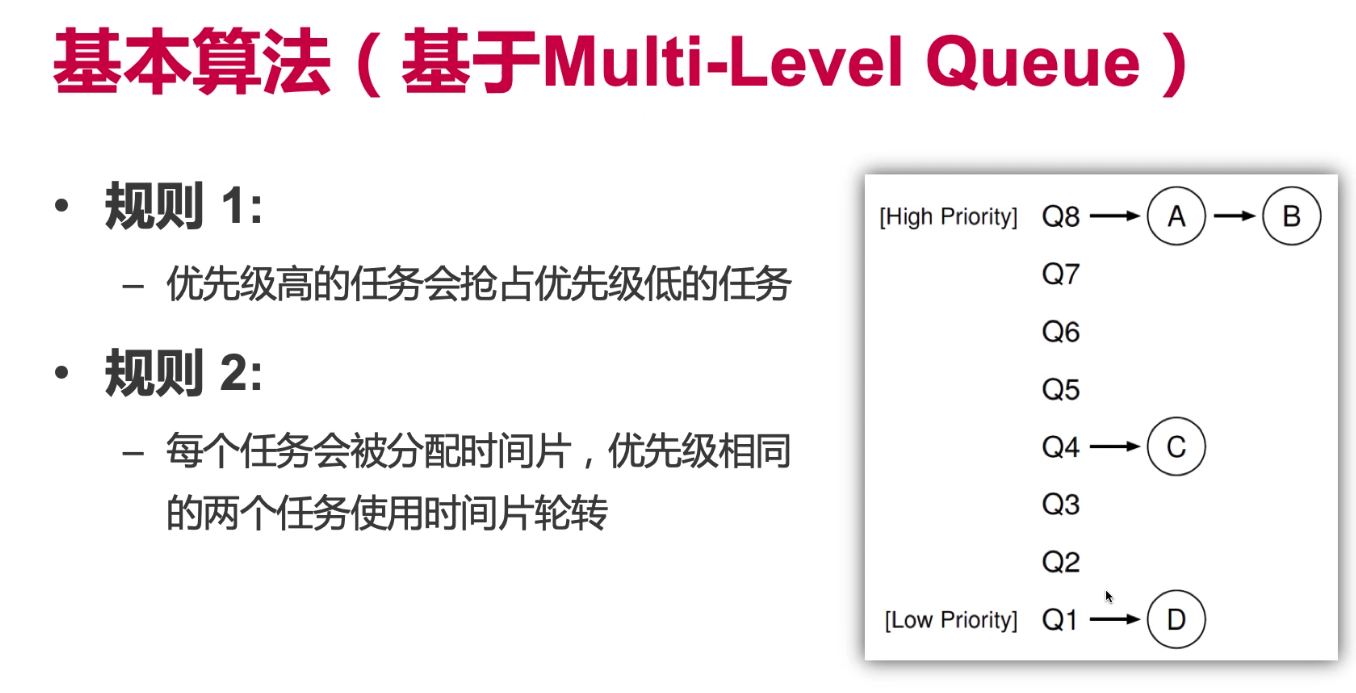 基本算法（基于Multi-Level Queue）
• 规则 1:
– 优先级高的任务会抢占优先级低的任务
• 规则 2:
– 每个任务会被分配时间片，优先级相同
的两个任务使用时间片轮转
[High Priority] Q8 A B
Q7
Q6
Q5
Q4 C
Q3
Q2
[Low Priority] Q1 D